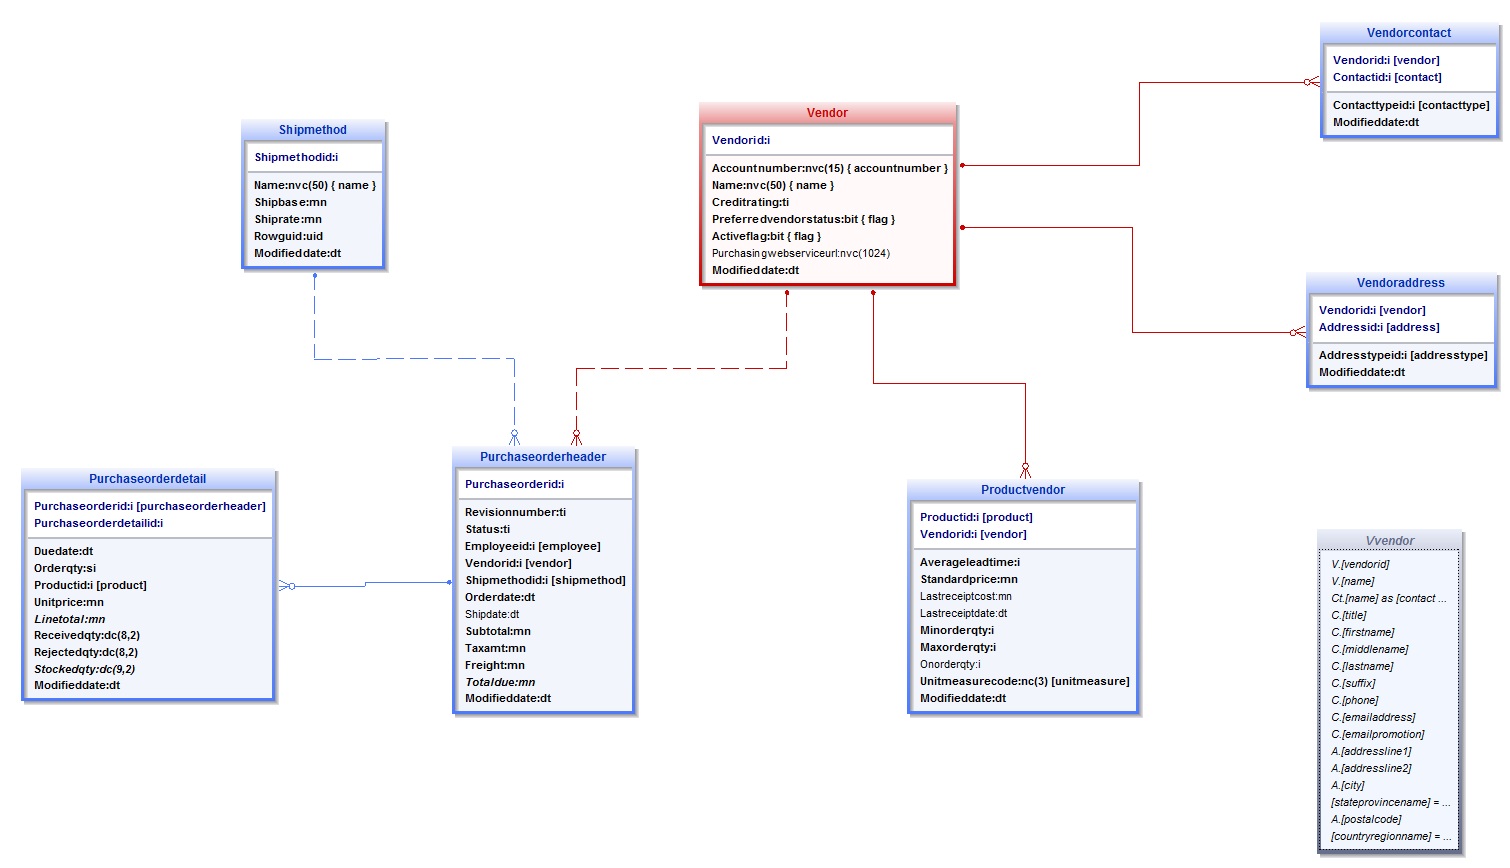 Vendorcontact
Vendorid:i [vendor]
Contactid:i [contact]
Contacttypeid:i [contacttype]
Modifieddate:dt
Vendor
Vendorid:i
Accountnumber:nvc(15) { accountnumber }
Name:nvc(50) { name }
Creditrating:ti
Preferredvendorstatus:bit { flag }
Activeflag:bit { flag }
Purchasingwebserviceurl:nvc(1024)
Modifieddate:dt
Shipmethod
Shipmethodid:i
Name:nvc(50) { name }
Shipbase:mn
Shiprate:mn
Rowguid:uid
Modifieddate:dt
Vendoraddress
Vendorid:i [vendor]
Addressid:i [address]
Addresstypeid:i [addresstype]
Modifieddate:dt
Purchaseorderdetail
Purchaseorderid:i [purchaseorderheader]
Purchaseorderdetailid:i
Duedate:dt
Orderqty:si
Productid:i [product]
Unitprice:mn
Linetotal:mn
Receivedqty:dc(8,2)
Rejectedqty:dc(8,2)
Stockedqty:dc(9,2)
Modifieddate:dt
Purchaseorderheader
Purchaseorderid:i
Revisionnumber:ti
Status:ti
Employeeid:i [employee]
Vendorid:i [vendor]
Shipmethodid:i [shipmethod]
Orderdate:dt
Shipdate:dt
Subtotal:mn
Taxamt:mn
Freight:mn
Totaldue:mn
Modifieddate:dt
Productvendor
Productid:i [product]
Vendorid:i [vendor]
Averageleadtime:i
Standardprice:mn
Lastreceiptcost:mn
Lastreceiptdate:dt
Minorderqty:i
Maxorderqty:i
Onorderqty:i
Unitmeasurecode:nc(3) [unitmeasure]
Modifieddate:dt
Vvendor
V.[vendorid]
V.[name]
Ct.[name] as [contact ...
C.[title]
C.[firstname]
C.[middlename]
C.[lastname]
C.[suffix]
C.[phone]
C.[emailaddress]
C.[emailpromotion]
A.[addressline1]
A.[addressline2]
A.[city]
[stateprovincename] = ...
A.[postalcode]
[countryregionname] = ...